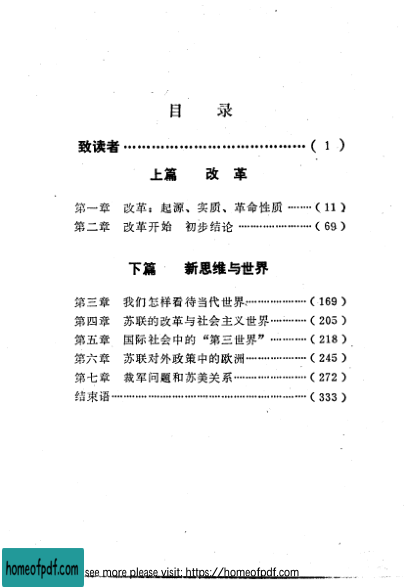 目 录
致读者……………………………………( 1 )
上篇 改 革
第一章 改革：起源、实质、革命性质……(11)
第二章 改革开始 初步结论……………(69)
下篇 新思维与世界
第三章 我们怎样看待当代世界…………(169)
第四章 苏联的改革与社会主义世界……(205)
第五章 国际社会中的“第三世界”………(218)
第六章 苏联对外政策中的欧洲…………(245)
第七章 裁军问题和苏美关系……………(272)
结束语……………………………………(333)
homeofpdf.com
see more please visit: https://homeofpdf.com